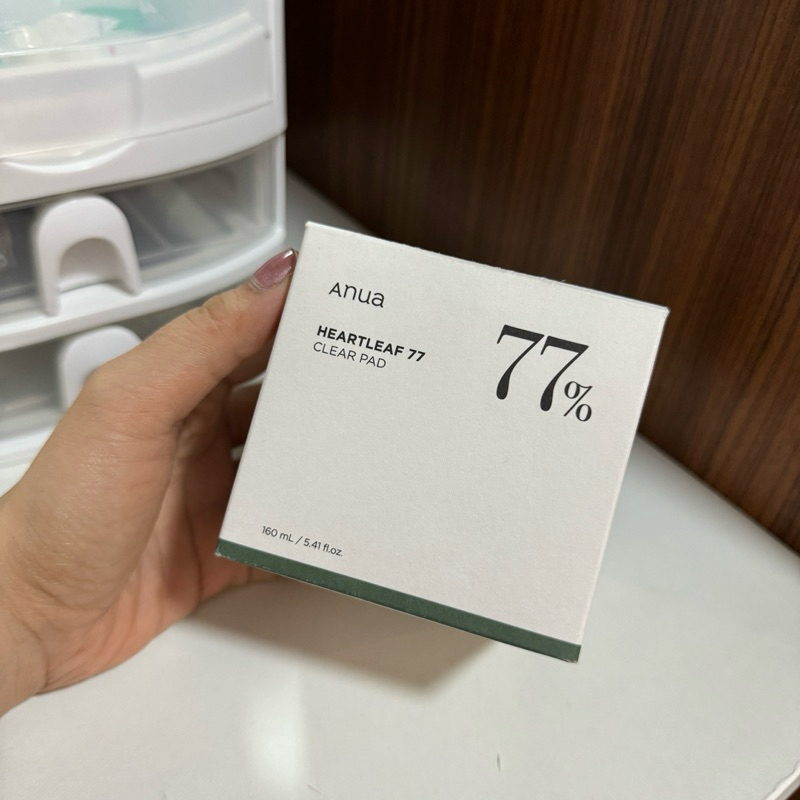 Anua
HEARTLEAF 77
CLEAR PAD
77%
160 mL / 5.41 fl.oz.